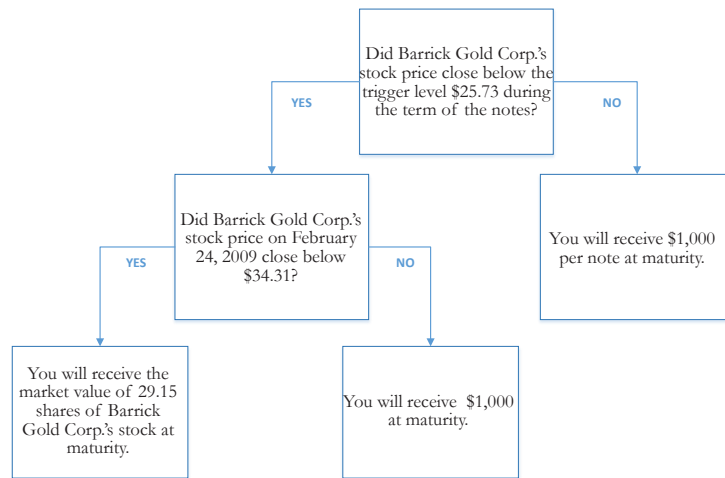 Did Barrick Gold Corp.'s
stock price close below the
trigger level $25.73 during
the term of the notes?
YES
NO
Did Barrick Gold Corp.'s
stock price on February
24, 2009 close below
$34.31?
You will receive $1,000
per note at maturity.
YES
NO
You will receive the
market value of 29.15
shares of Barrick
Gold Corp.'s stock at
maturity.
You will receive $1,000
at maturity.